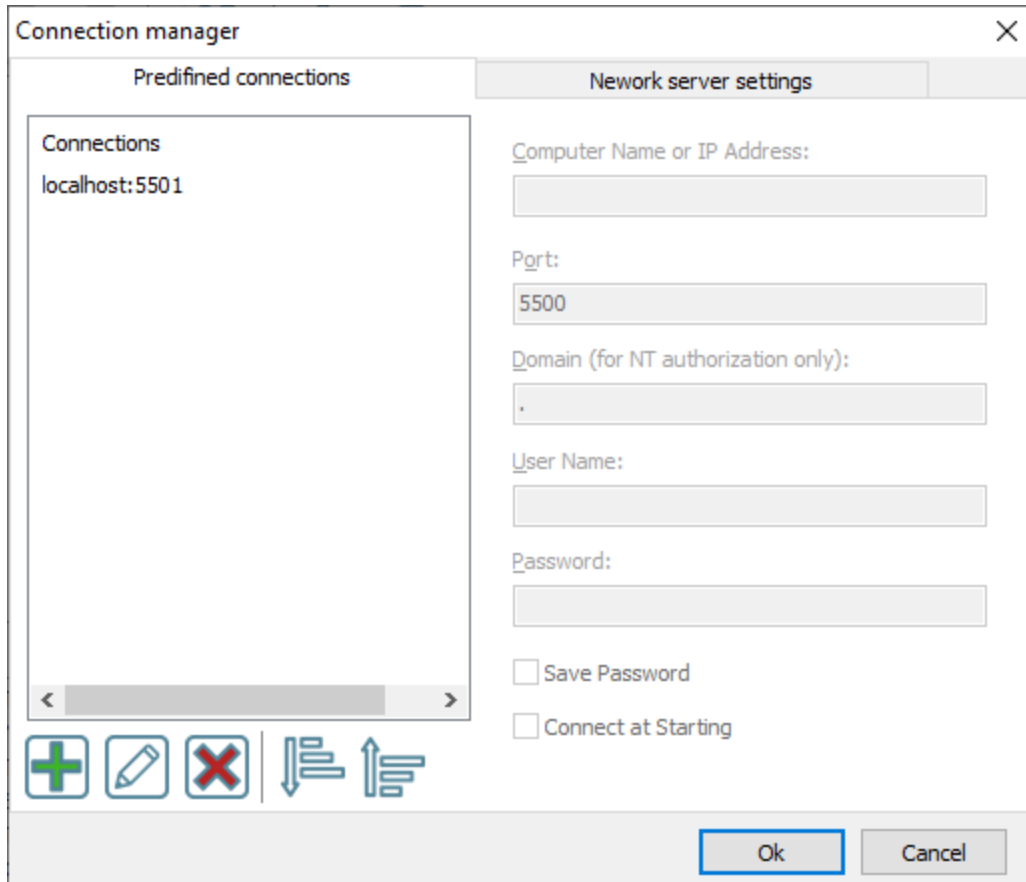 Connection manager
Predifined connections
Nework server settings
Connections
localhost:5501
Computer Name or IP Address:
Port:
5500
Domain (for NT authorization only):
.
User Name:
Password:
Save Password
Connect at Starting
Ok
Cancel